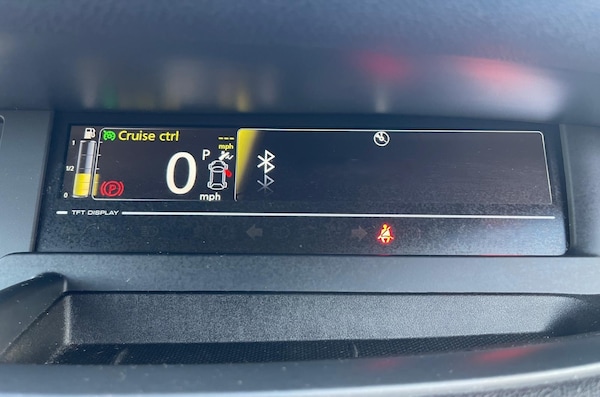 Cruise ctrl
---
mph
1
1/2
0
P
0
P
mph
TFT DISPLAY